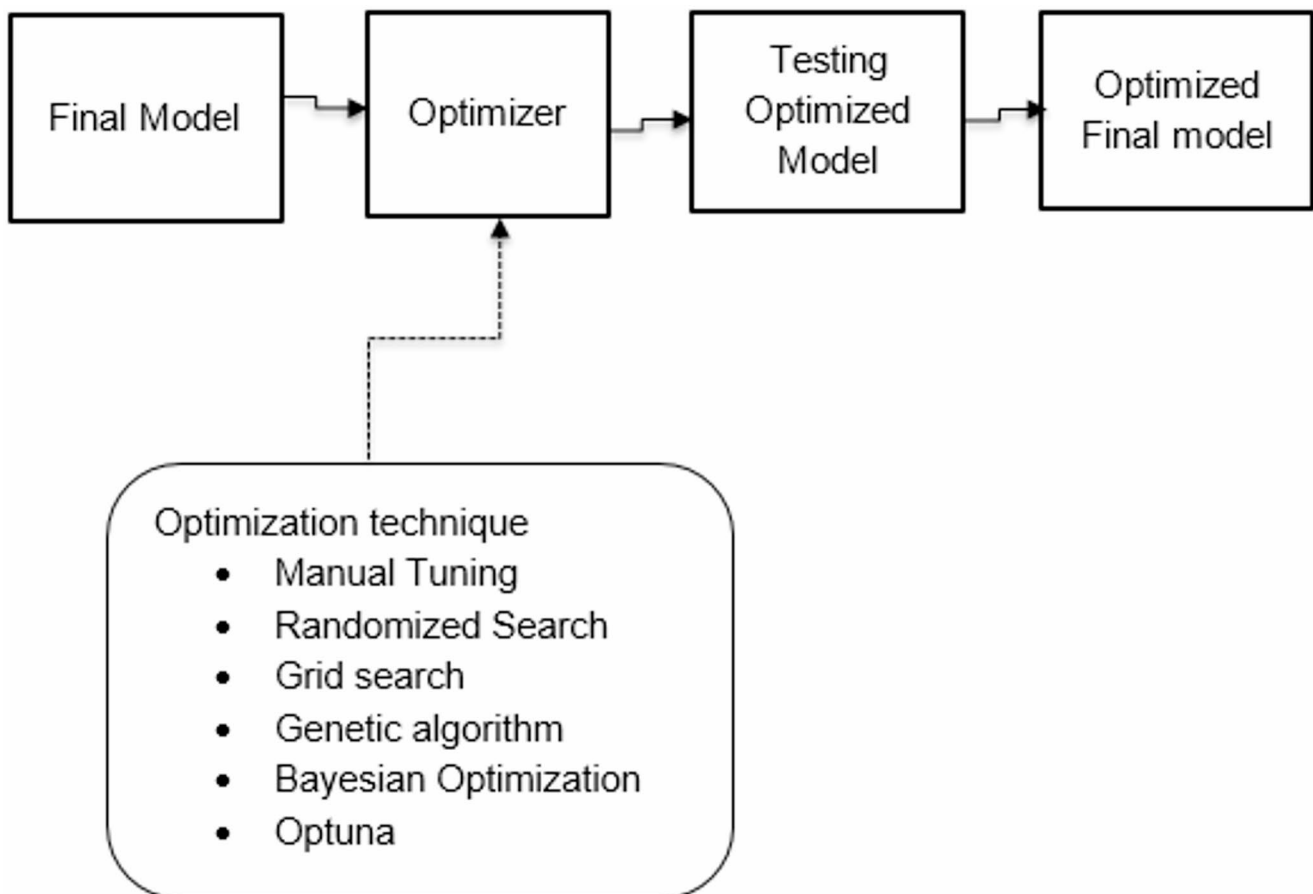 Final Model
Optimizer
Testing
Optimized
Model
Optimized
Final model
Optimization technique
• Manual Tuning
• Randomized Search
• Grid search
• Genetic algorithm
• Bayesian Optimization
• Optuna